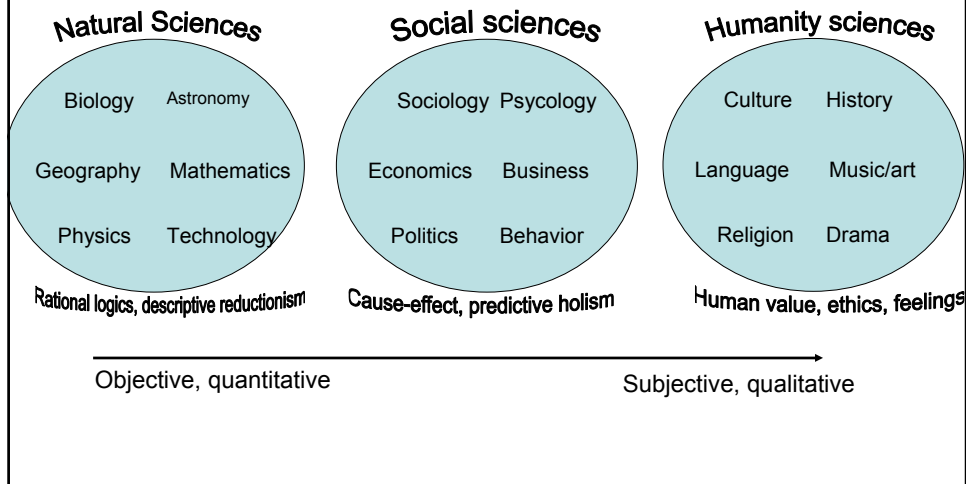 Natural Sciences
Biology Astronomy
Geography Mathematics
Physics Technology
Rational logics, descriptive reductionism
Social sciences
Sociology Psycology
Economics Business
Politics Behavior
Cause-effect, predictive holism
Humanity sciences
Culture History
Language Music/art
Religion Drama
Human value, ethics, feelings
Objective, quantitative
Subjective, qualitative